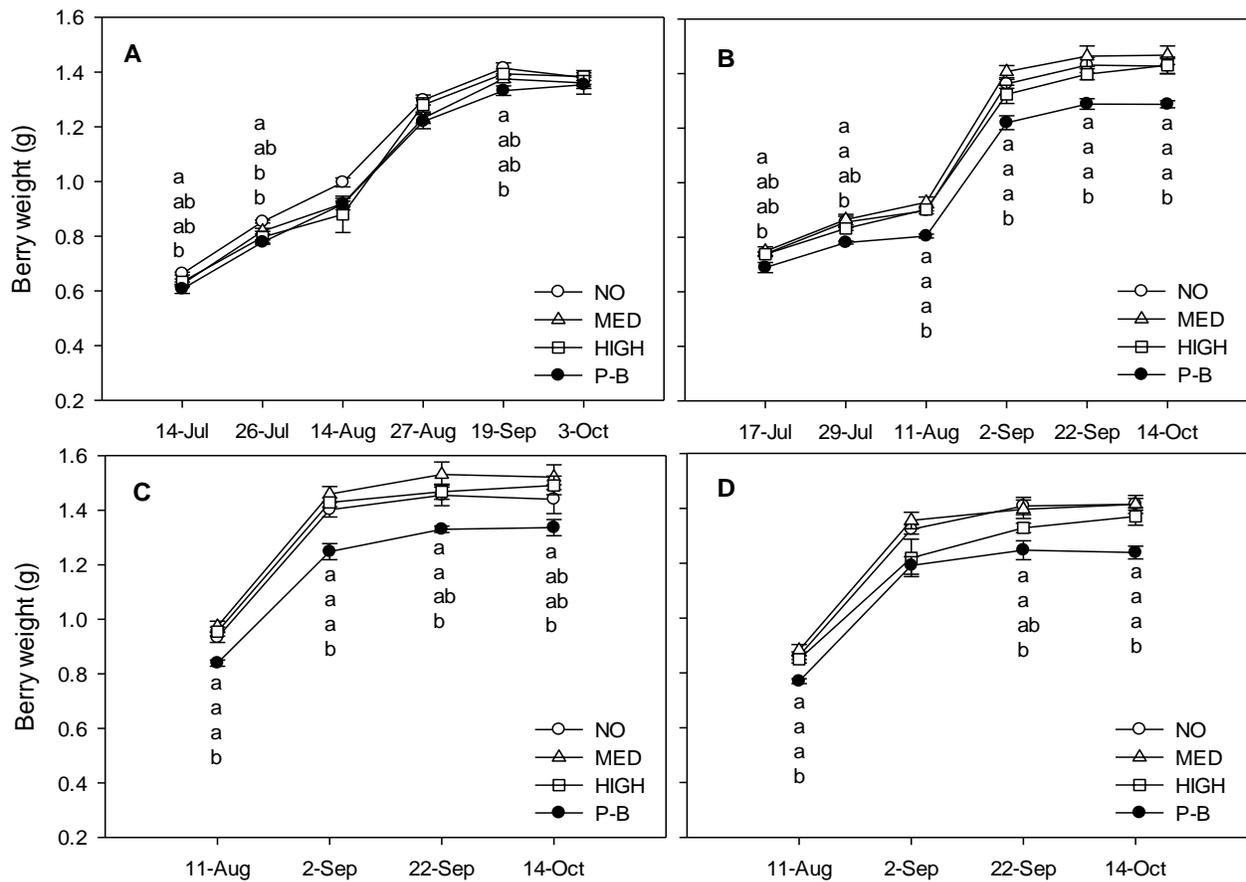 Berry weight (g)
1.6
1.4
1.2
1.0
0.8
0.6
0.4
0.2
A
a
ab
ab
b
a
ab
b
b
a
ab
ab
b
NO
MED
HIGH
P-B
14-Jul 26-Jul 14-Aug 27-Aug 19-Sep 3-Oct
B
a
ab
ab
b
a
a
ab
b
a
a
a
b
a
a
a
b
a
a
a
b
a
a
a
b
NO
MED
HIGH
P-B
17-Jul 29-Jul 11-Aug 2-Sep 22-Sep 14-Oct
Berry weight (g)
1.6
1.4
1.2
1.0
0.8
0.6
0.4
0.2
C
a
a
a
b
a
a
a
b
a
a
ab
b
a
ab
ab
b
NO
MED
HIGH
P-B
11-Aug 2-Sep 22-Sep 14-Oct
D
a
a
a
b
a
a
ab
b
a
a
a
b
NO
MED
HIGH
P-B
11-Aug 2-Sep 22-Sep 14-Oct